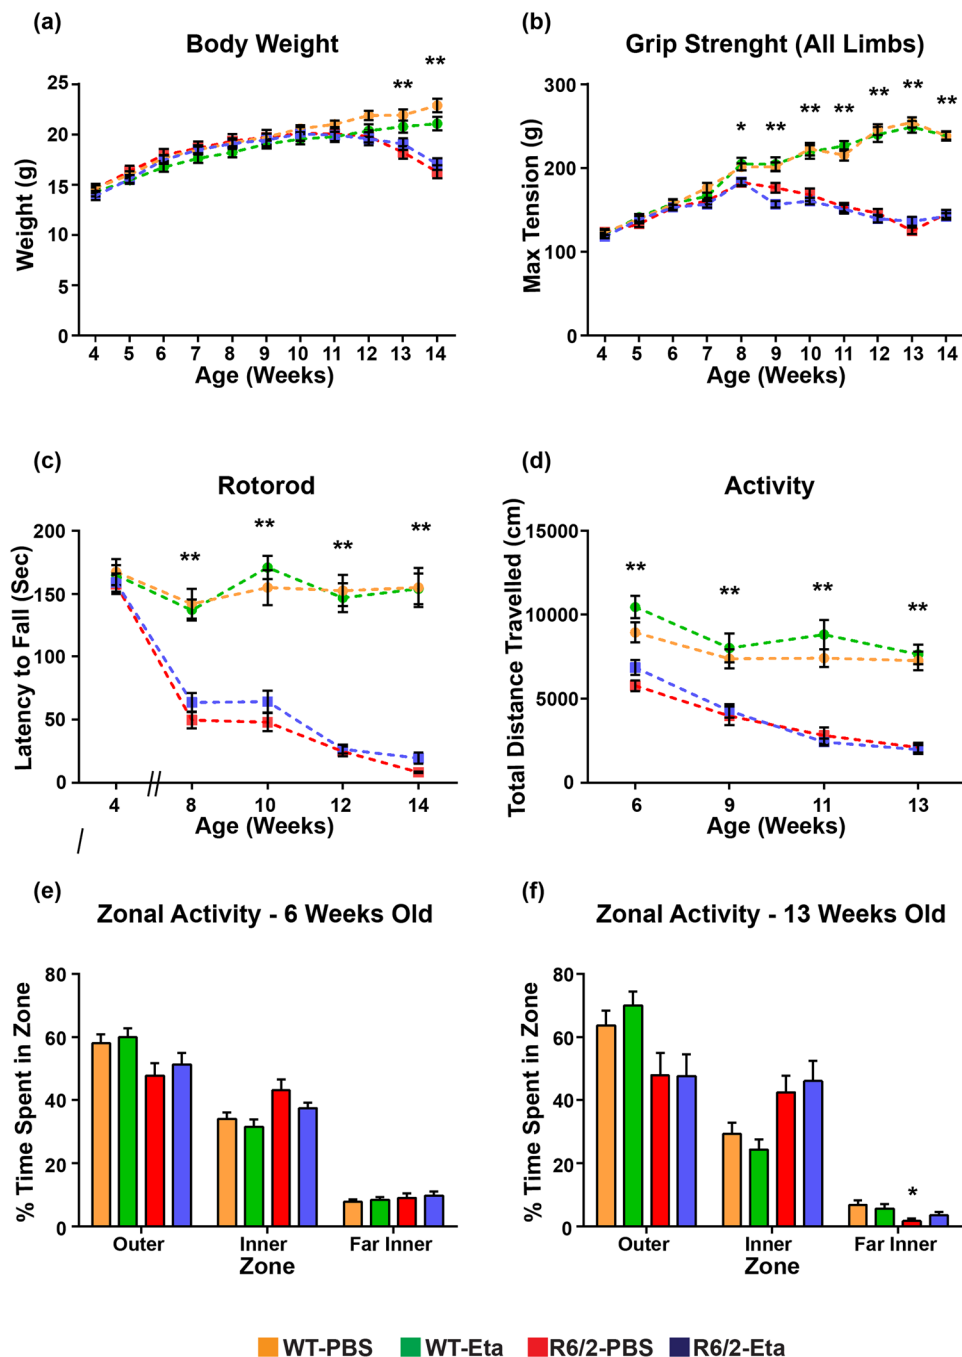 (a)
Body Weight
** **
Weight (g)
25
20
15
10
5
0
4 5 6 7 8 9 10 11 12 13 14
Age (Weeks)
(b)
Grip Strenght (All Limbs)
* ** ** ** ** ** **
Max Tension (g)
300
200
100
0
4 5 6 7 8 9 10 11 12 13 14
Age (Weeks)
(c)
Rotorod
** ** ** **
Latency to Fall (Sec)
200
150
100
50
0
4 // 8 10 12 14
Age (Weeks)
/
(d)
Activity
** ** ** **
Total Distance Travelled (cm)
15000
10000
5000
0
6 9 11 13
Age (Weeks)
(e)
Zonal Activity - 6 Weeks Old
% Time Spent in Zone
80
60
40
20
0
Outer Inner Far Inner
Zone
(f)
Zonal Activity - 13 Weeks Old
*
% Time Spent in Zone
80
60
40
20
0
Outer Inner Far Inner
Zone
WT-PBS WT-Eta R6/2-PBS R6/2-Eta